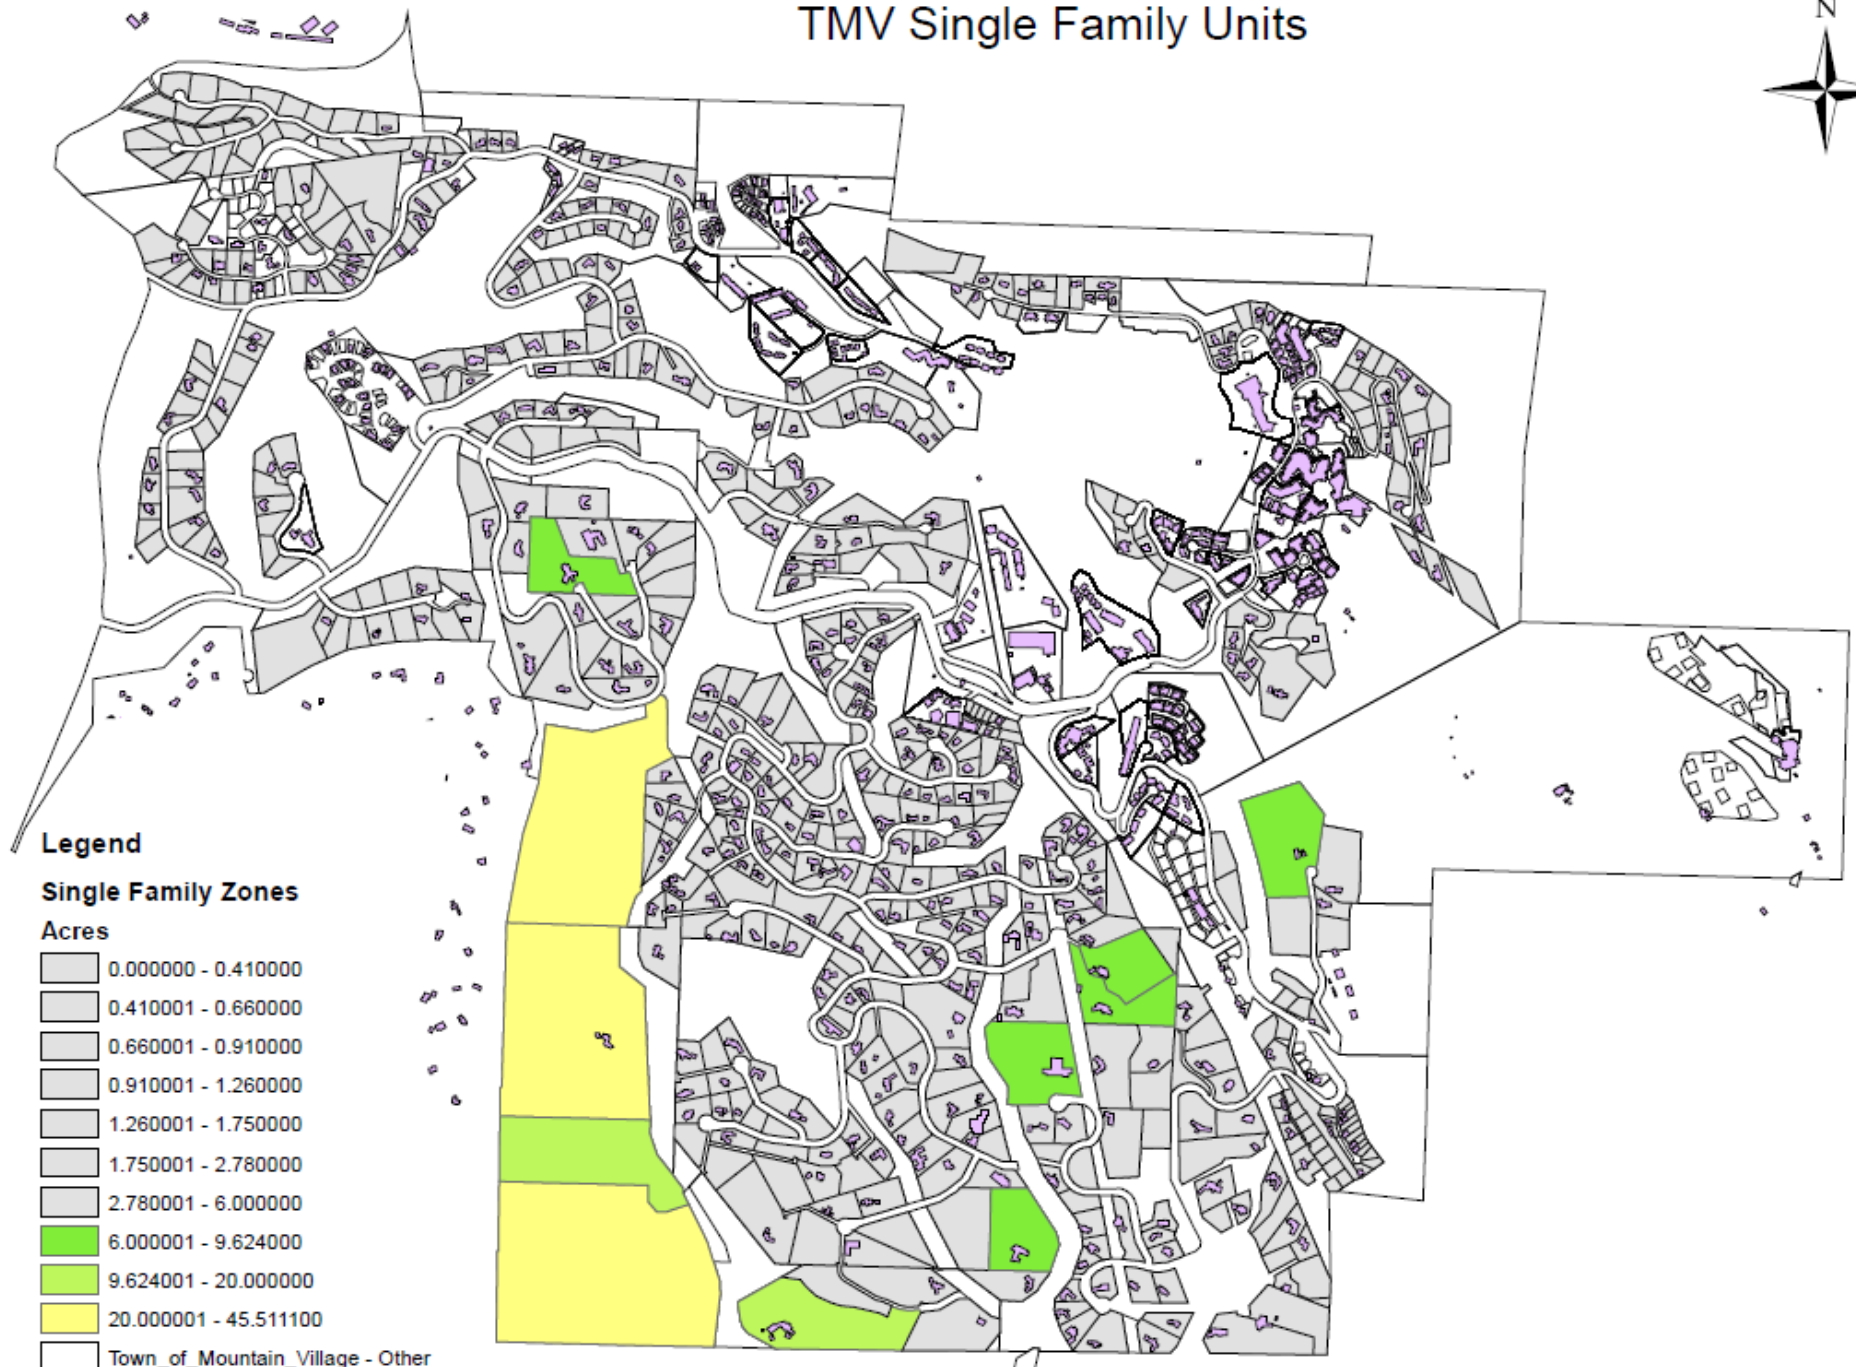 TMV Single Family Units
N
Legend
Single Family Zones
Acres
0.000000 - 0.410000
0.410001 - 0.660000
0.660001 - 0.910000
0.910001 - 1.260000
1.260001 - 1.750000
1.750001 - 2.780000
2.780001 - 6.000000
6.000001 - 9.624000
9.624001 - 20.000000
20.000001 - 45.511100
Town_of_Mountain_Village - Other